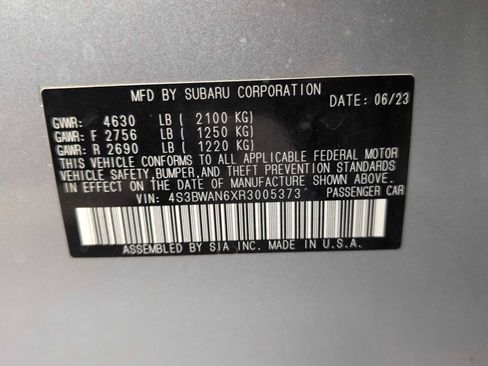 MFD BY SUBARU CORPORATION
DATE: 06/23
GVWR: 4630 LB ( 2100 KG)
GAWR: F 2756 LB ( 1250 KG)
GAWR: R 2690 LB ( 1220 KG)
THIS VEHICLE CONFORMS TO ALL APPLICABLE FEDERAL MOTOR
VEHICLE SAFETY, BUMPER, AND THEFT PREVENTION STANDARDS
IN EFFECT ON THE DATE OF MANUFACTURE SHOWN ABOVE.
VIN: 4S3BWAN6XR3005373 PASSENGER CAR
ASSEMBLED BY SIA INC. MADE IN U.S.A.